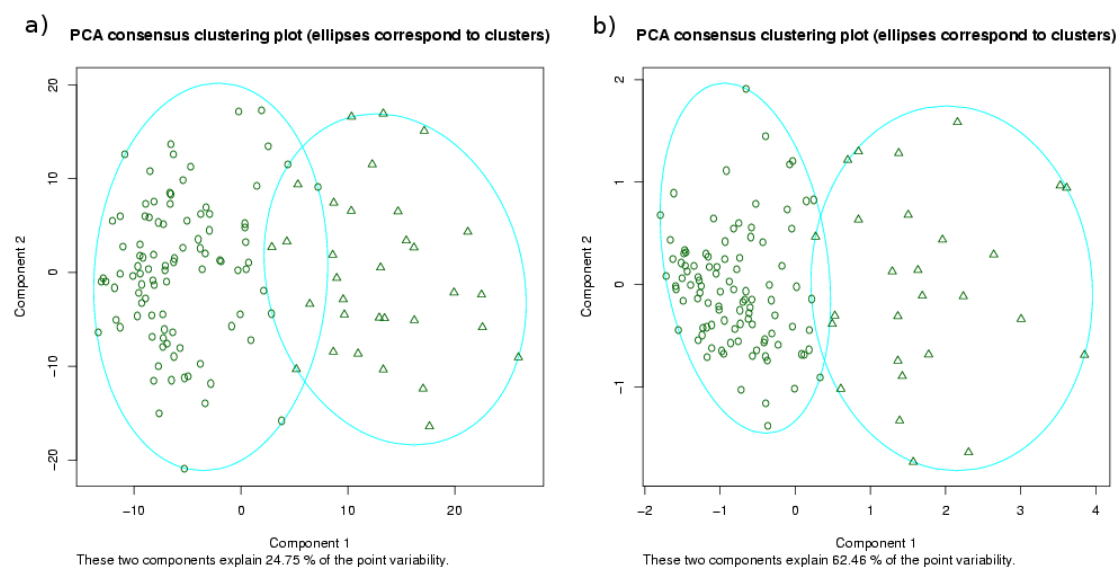 a)
PCA consensus clustering plot (ellipses correspond to clusters)
20
10
0
−10
−20
Component 2
−10
0
10
20
Component 1
These two components explain 24.75 % of the point variability.
b)
PCA consensus clustering plot (ellipses correspond to clusters)
2
1
0
−1
Component 2
−2
−1
0
1
2
3
4
Component 1
These two components explain 62.46 % of the point variability.